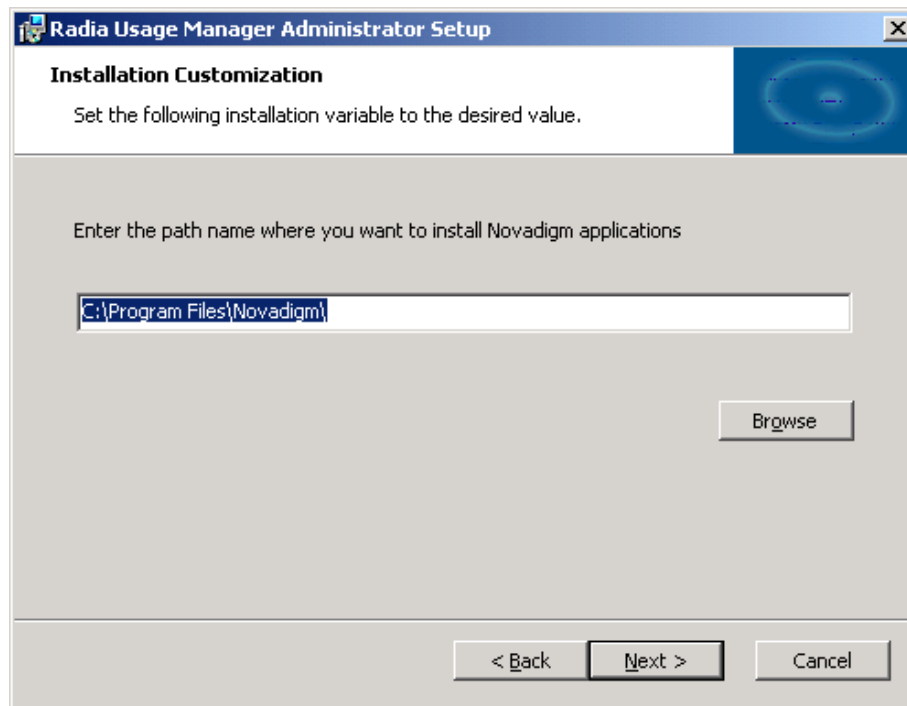 Radia Usage Manager Administrator Setup
Installation Customization
Set the following installation variable to the desired value.
Enter the path name where you want to install Novadigm applications
C:\Program Files\Novadigm\
Browse
< Back Next > Cancel